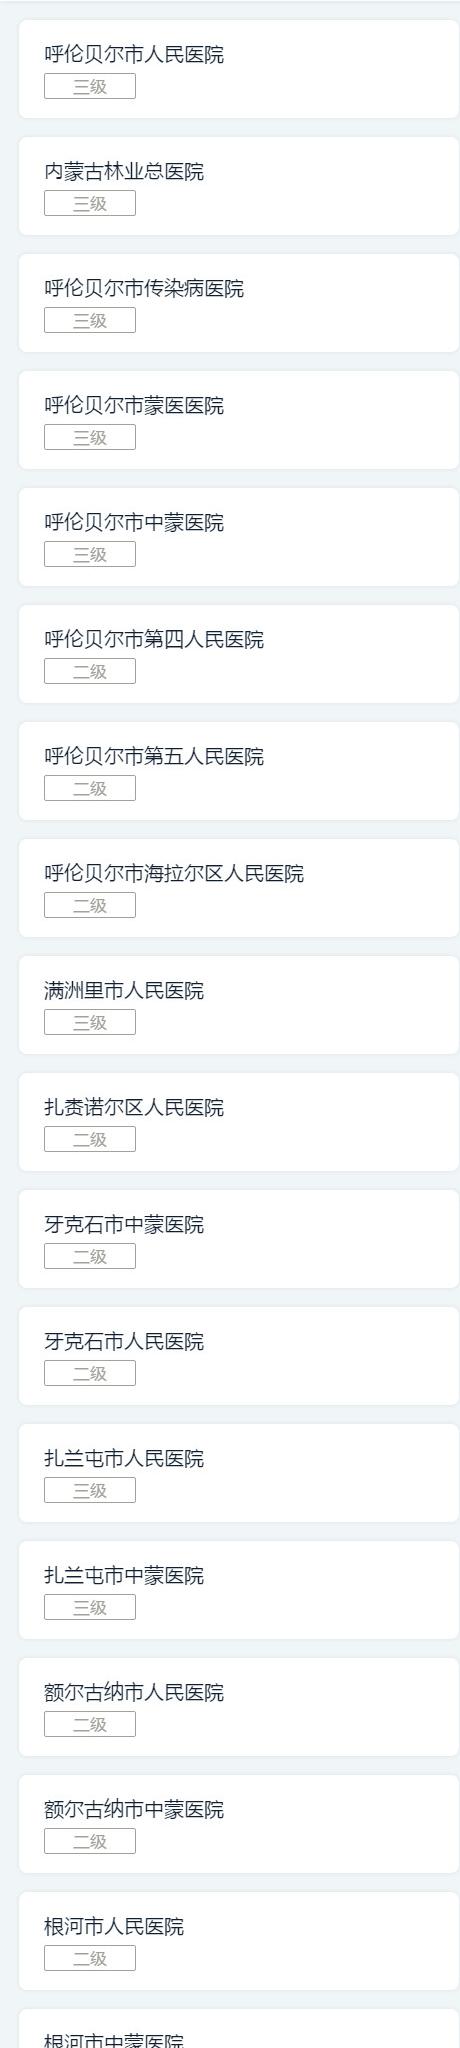 呼伦贝尔市人民医院
三级
内蒙古林业总医院
三级
呼伦贝尔市传染病医院
三级
呼伦贝尔市蒙医医院
三级
呼伦贝尔市中蒙医院
三级
呼伦贝尔市第四人民医院
二级
呼伦贝尔市第五人民医院
二级
呼伦贝尔市海拉尔区人民医院
二级
满洲里市人民医院
三级
扎赉诺尔区人民医院
二级
牙克石市中蒙医院
二级
牙克石市人民医院
二级
扎兰屯市人民医院
三级
扎兰屯市中蒙医院
三级
额尔古纳市人民医院
二级
额尔古纳市中蒙医院
二级
根河市人民医院
二级
根河市中蒙医院